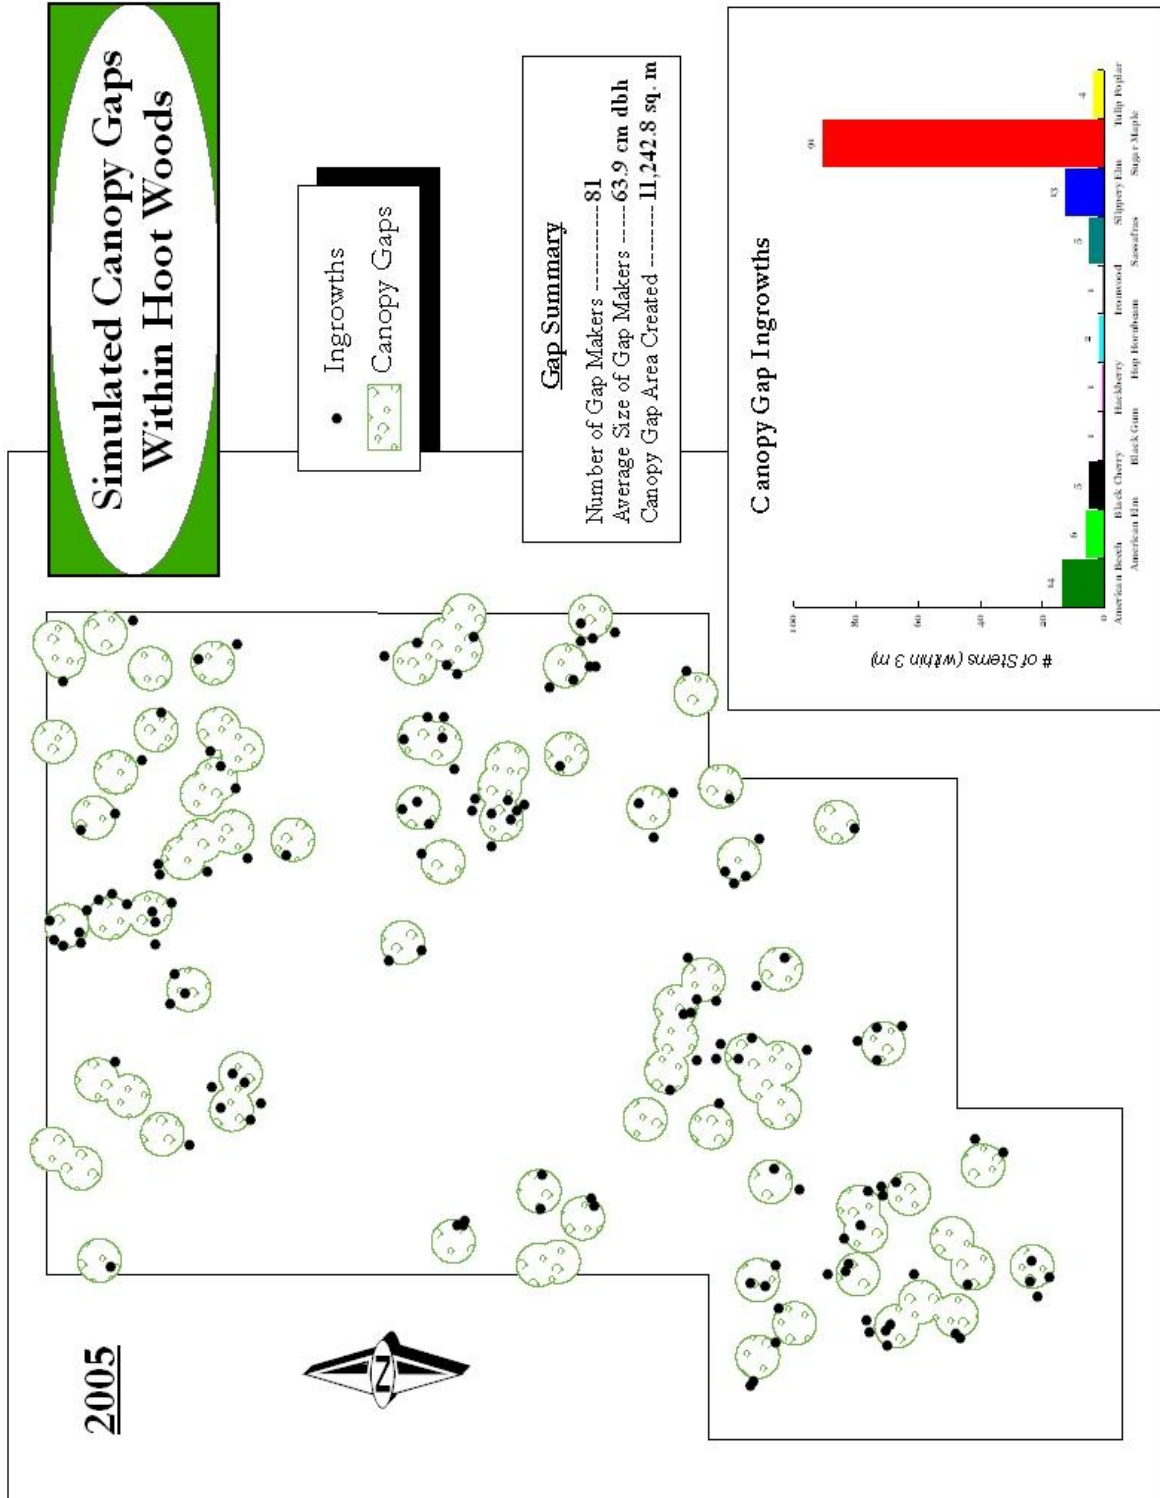 Simulated Canopy Gaps
Within Hoot Woods
2005
N
Ingrowths
Canopy Gaps
Gap Summary
Number of Gap Makers -------------81
Average Size of Gap Makers -----63.9 cm dbh
Canopy Gap Area Created ---------11,242.8 sq. m
Canopy Gap Ingrowths
# of Stems (within 3 m)
100
80
60
40
20
0
14
6
5
1
1
2
1
5
13
91
4
American Beech
American Elm
Black Cherry
Black Gum
Hackberry
Hop Hornbeam
Ironwood
Sassafras
Slippery Elm
Sugar Maple
Tulip Poplar